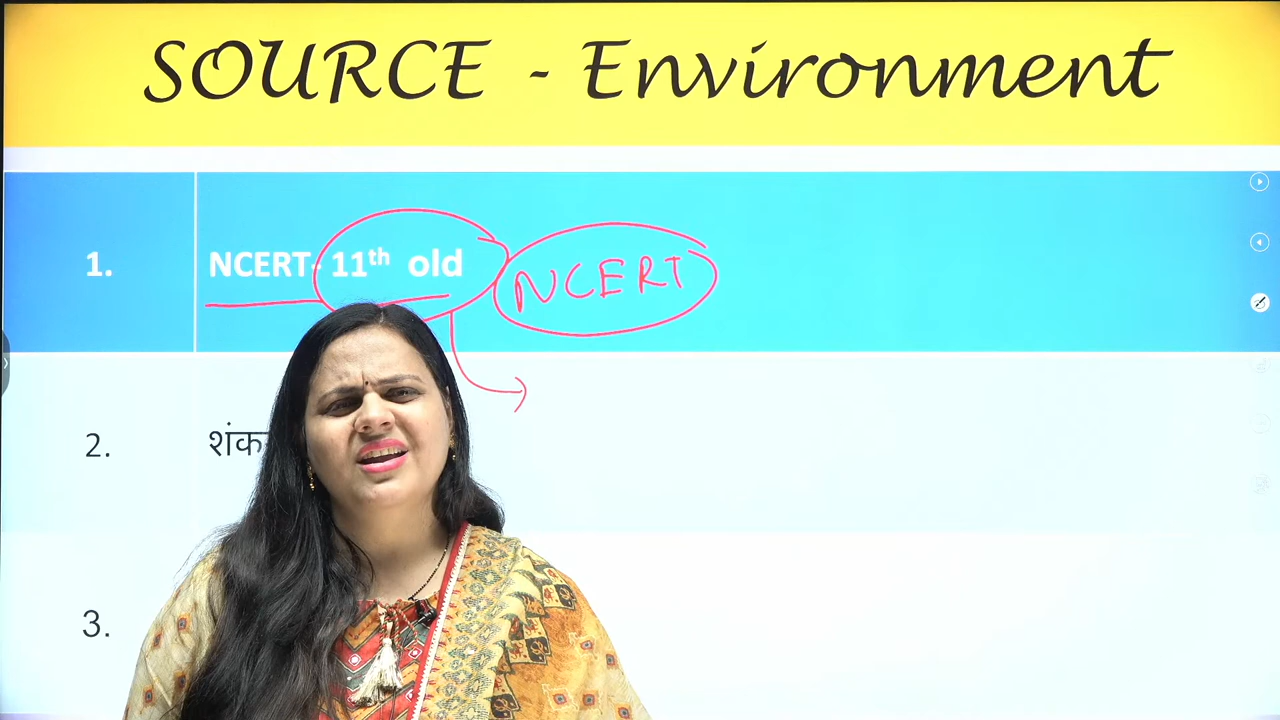 SOURCE - Environment
1. NCERT- 11th old NCERT
2.
3.